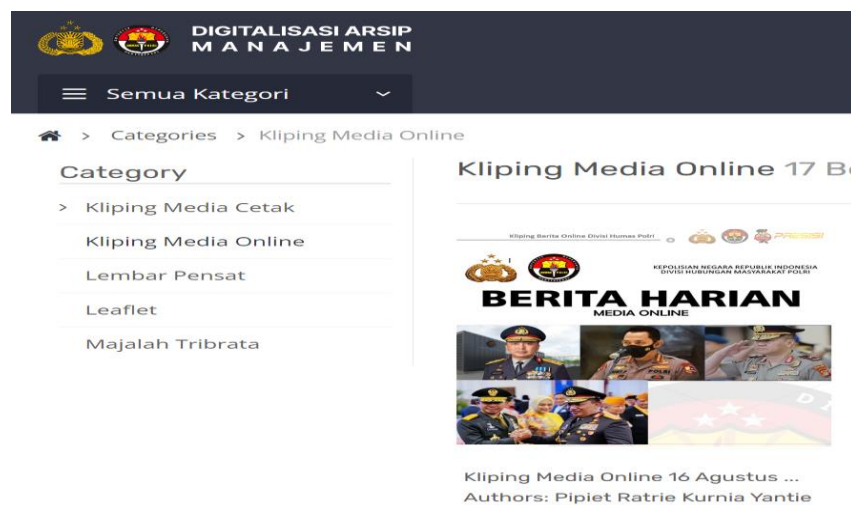 DIGITALISASI ARSIP
MANAJEMEN
Semua Kategori
> Categories > Kliping Media Online
Category
> Kliping Media Cetak
Kliping Media Online
Lembar Pensat
Leaflet
Majalah Tribrata
Kliping Media Online 17
Kliping Berita Online Divisi Humas Polri
PRESISI
KEPOLISIAN NEGARA REPUBLIK INDONESIA
DIVISI HUBUNGAN MASYARAKAT POLRI
BERITA HARIAN
MEDIA ONLINE
Kliping Media Online 16 Agustus ...
Authors: Pipiet Ratrie Kurnia Yantie